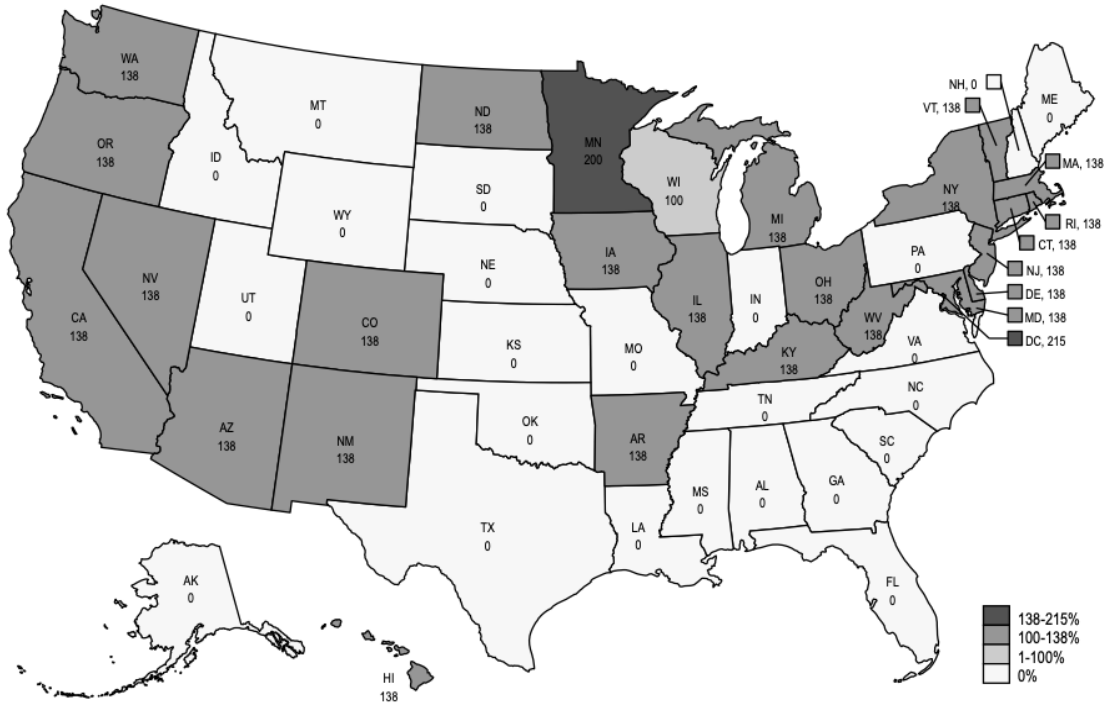 WA
138
MT
0
ND
138
MN
200
NH, 0
VT, 138
ME
0
OR
138
ID
0
SD
0
WI
100
MA, 138
WY
0
NY
138
MI
138
RI, 138
CT, 138
IA
138
PA
0
NE
0
NJ, 138
NV
138
OH
138
DE, 138
UT
0
IL
138
IN
0
WV
138
MD, 138
CA
138
CO
138
DC, 215
KS
0
MO
0
KY
138
VA
0
NC
0
TN
0
OK
0
AZ
138
NM
138
AR
138
SC
0
MS
0
AL
0
GA
0
TX
0
LA
0
AK
0
FL
0
HI
138
138-215%
100-138%
1-100%
0%